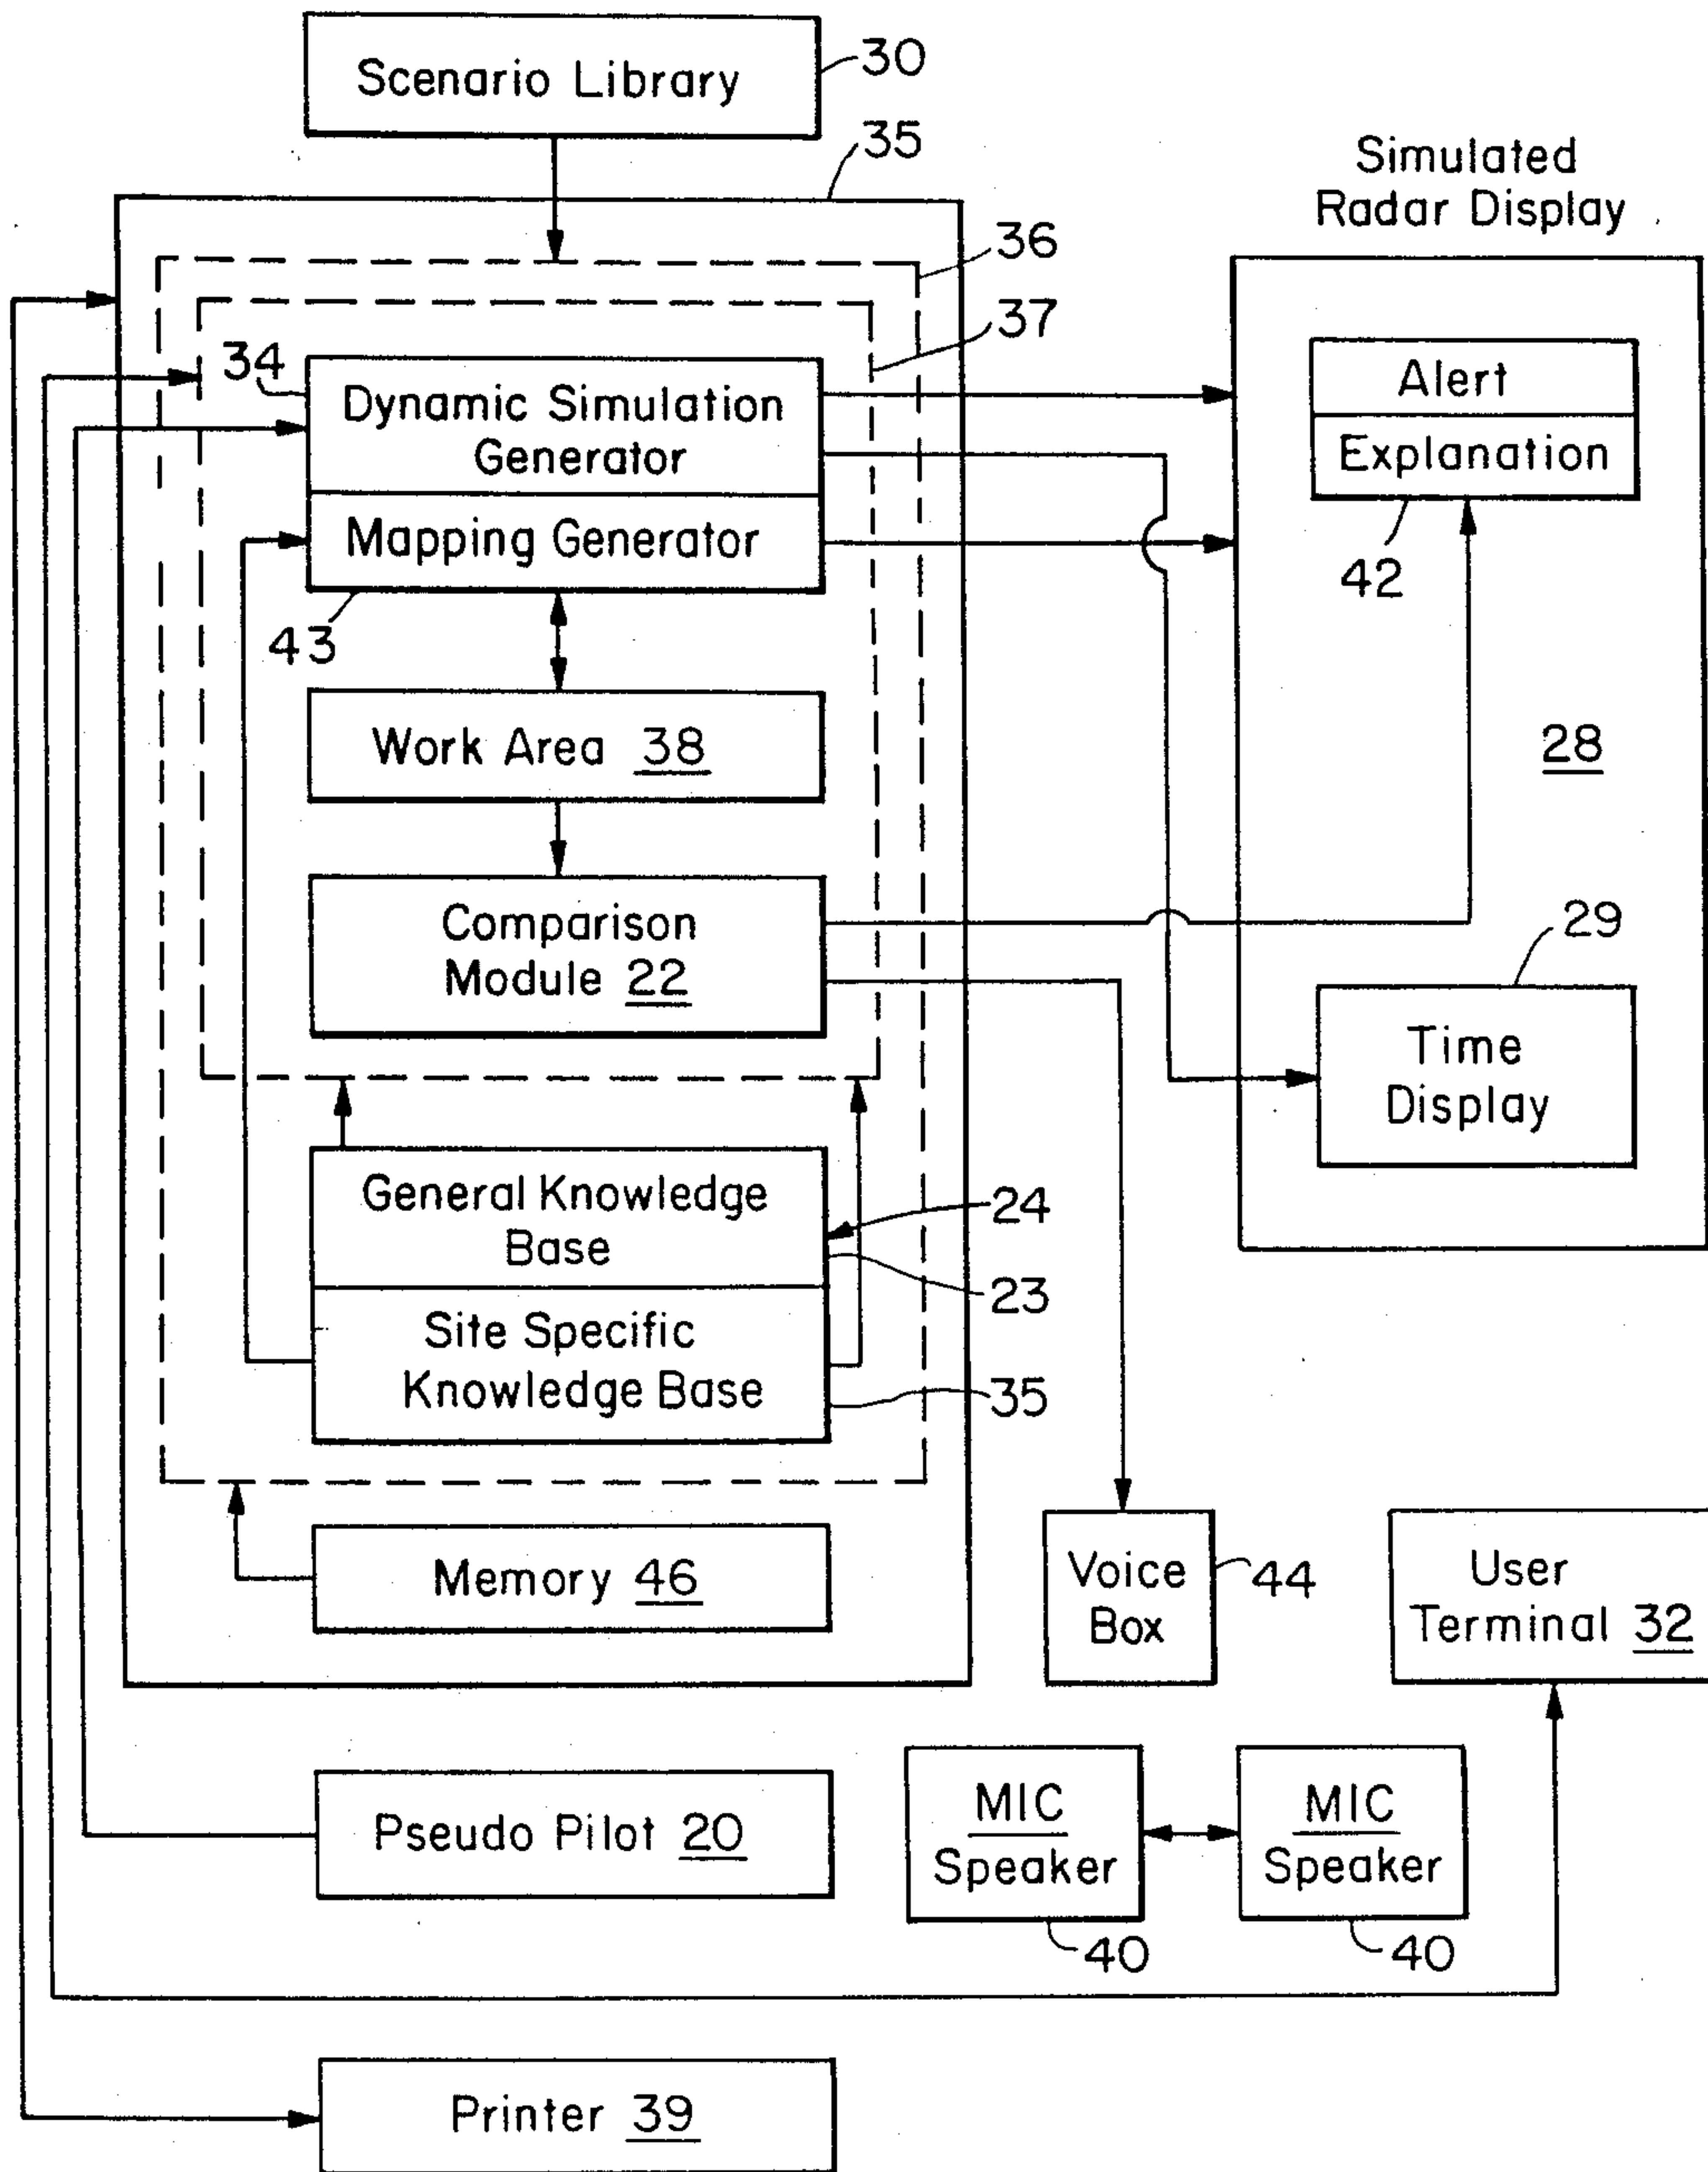 Scenario Library
30
35
Simulated
Radar Display
36
37
34
Dynamic Simulation
Generator
Mapping Generator
43
Alert
Explanation
42
Work Area 38
28
Comparison
Module 22
29
Time
Display
General Knowledge
Base
24
23
Site Specific
Knowledge Base
35
Memory 46
Voice
Box
44
User
Terminal 32
Pseudo Pilot 20
MIC
Speaker
40
MIC
Speaker
40
Printer 39